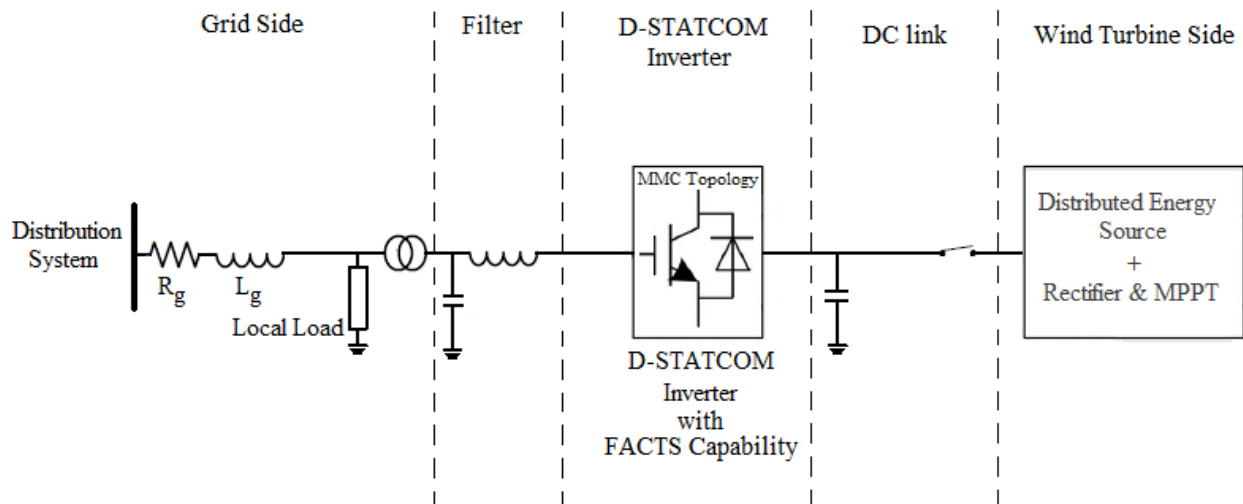 Grid Side
Filter
D-STATCOM
Inverter
DC link
Wind Turbine Side
Distribution
System
Rg
Lg
Local Load
MMC Topology
D-STATCOM
Inverter
with
FACTS Capability
Distributed Energy
Source
+
Rectifier & MPPT